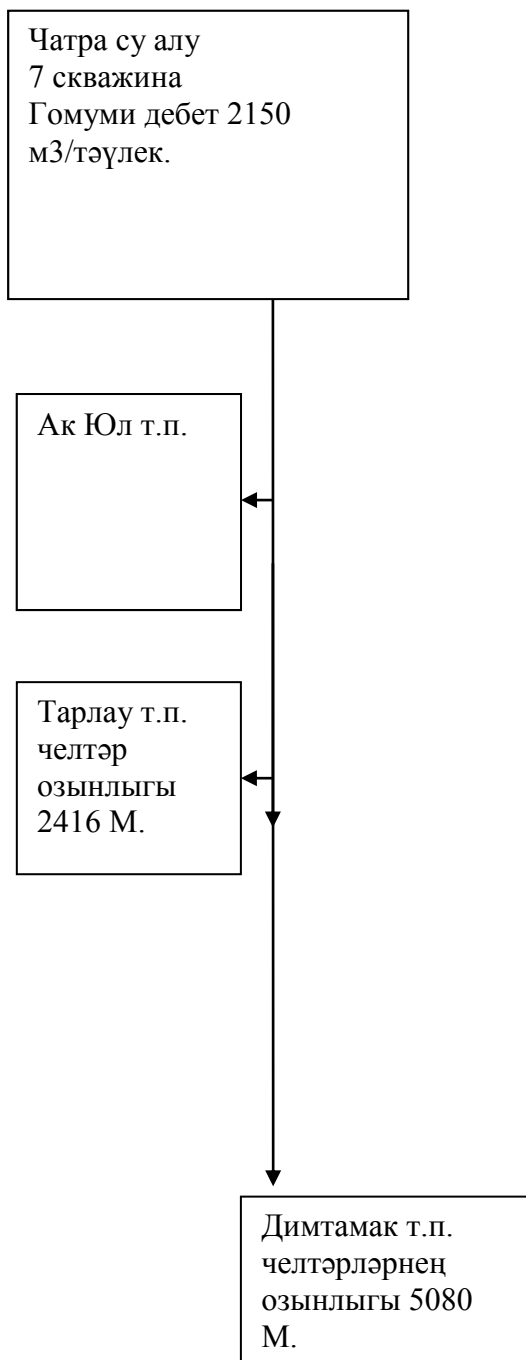 Чатра су алу
7 скважина
Гомуми дебет 2150
м3/тәүлек.
Ак Юл т.п.
Тарлау т.п.
челтәр
озынлыгы
2416 М.
Димтамак т.п.
челтәрләрнең
озынлыгы 5080
М.